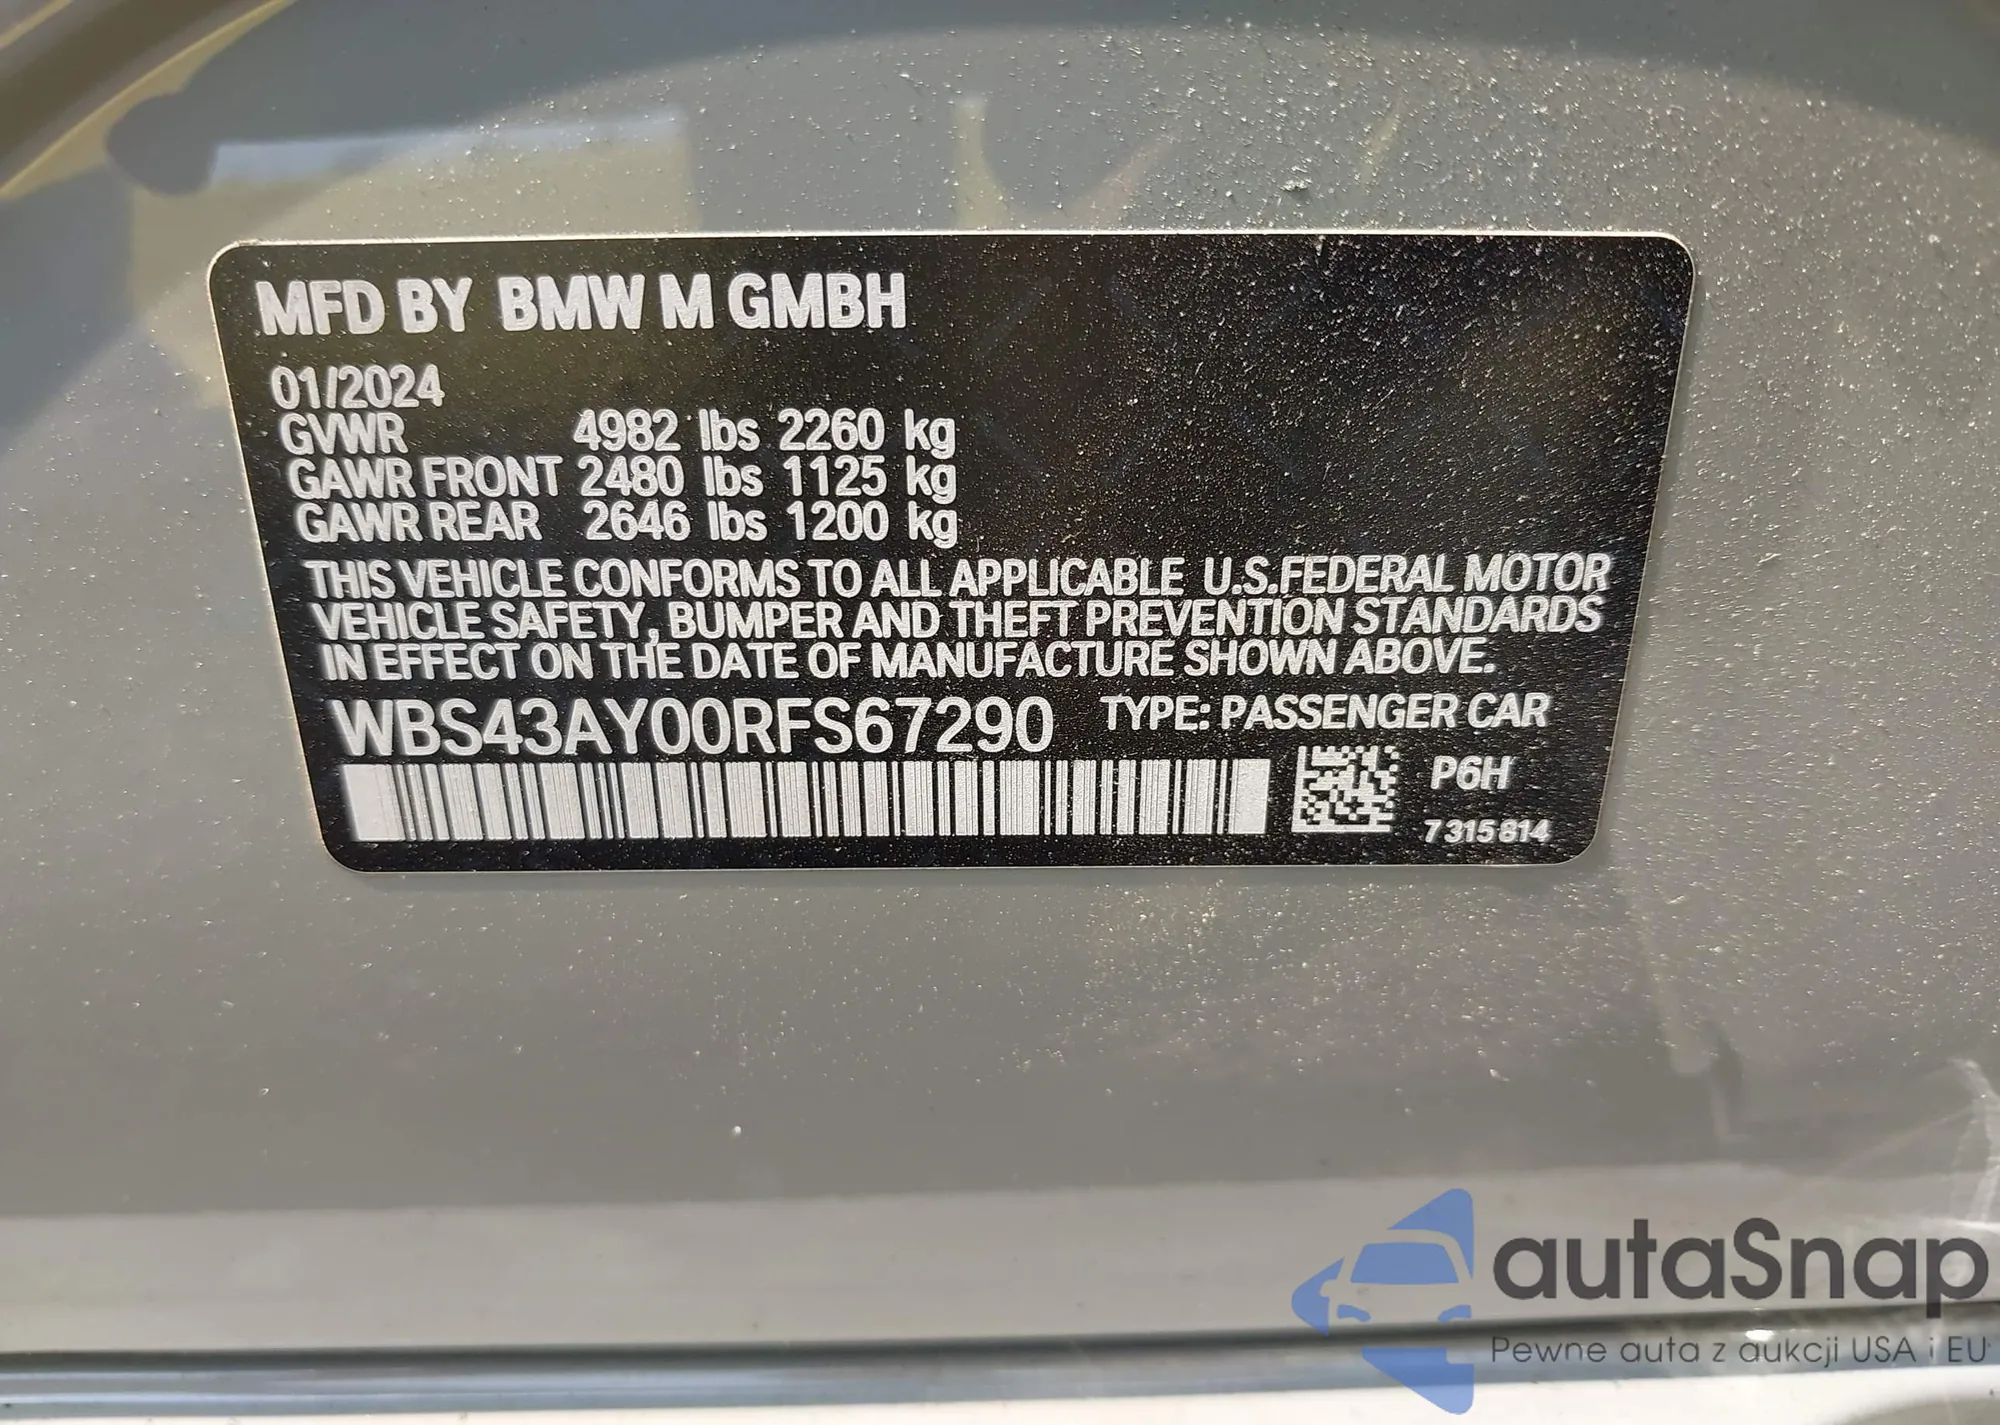 MFD BY BMW M GMBH
01/2024
GVWR 4982 lbs 2260 kg
GAWR FRONT 2480 lbs 1125 kg
GAWR REAR 2646 lbs 1200 kg
THIS VEHICLE CONFORMS TO ALL APPLICABLE U.S.FEDERAL MOTOR
VEHICLE SAFETY, BUMPER AND THEFT PREVENTION STANDARDS
IN EFFECT ON THE DATE OF MANUFACTURE SHOWN ABOVE.
WBS43AY00RFS67290 TYPE: PASSENGER CAR
P6H
7 315 814
autaSnap
Pewne auta z aukcji USA i EU